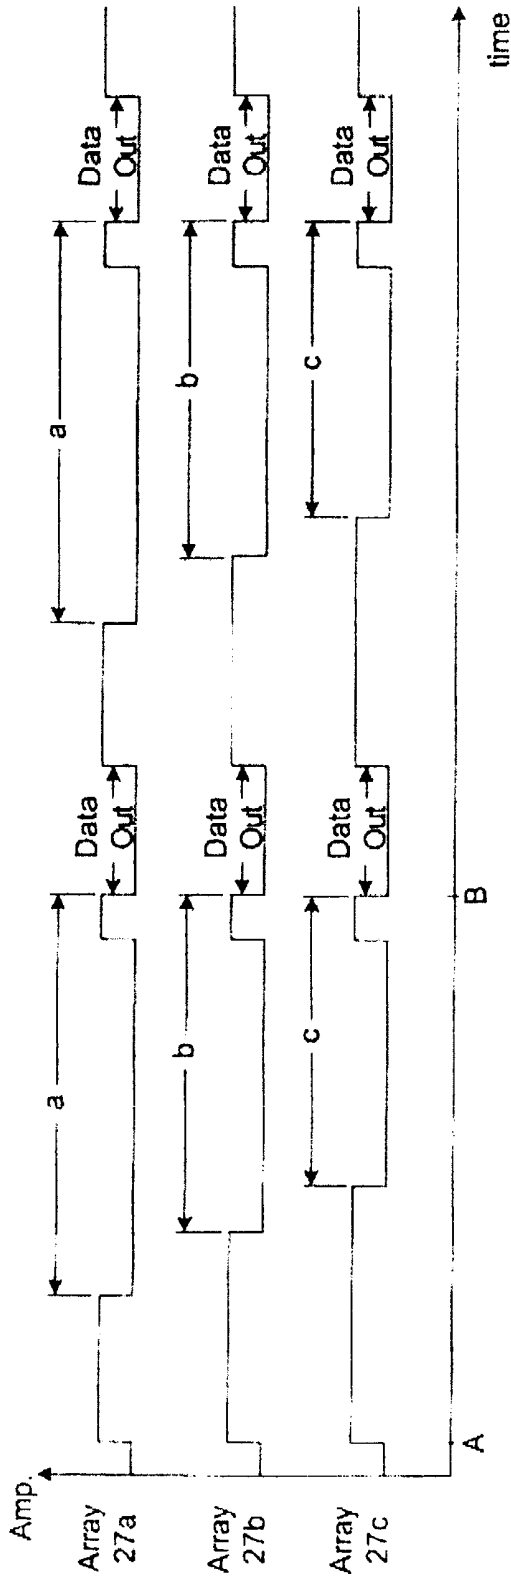 Amp.
Array
27a
a
Data
Out
a
Data
Out
Array
27b
b
Data
Out
b
Data
Out
Array
27c
c
Data
Out
c
Data
Out
A
B
time